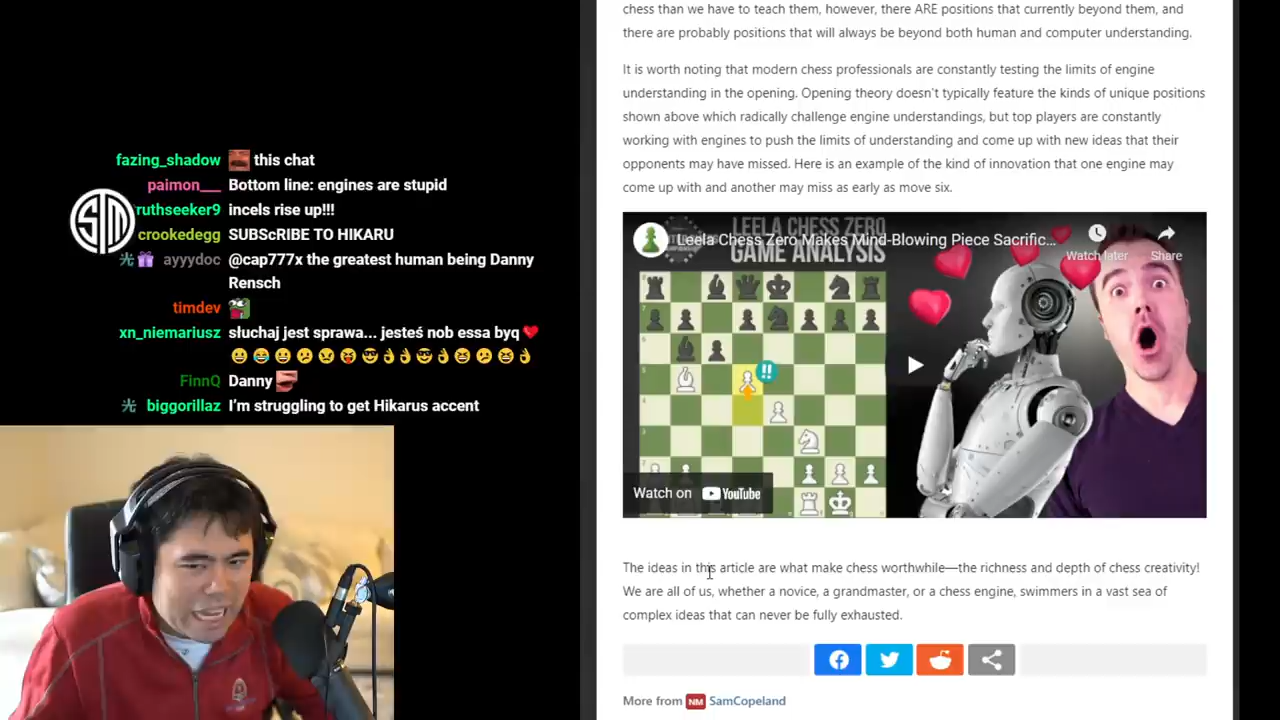 fazing_shadow this chat
paimon___ Bottom line: engines are stupid
ruthseeker9 incels rise up!!!
crookedegg SUBScRIBE TO HIKARU
ayyydoc @cap777x the greatest human being Danny
Rensch
timdev
xn_niemariusz słuchaj jest sprawa... jesteś nob essa byq ❤️
😀😂😀😕😟😝😎👌👌😎👌😆😕😆👌
FinnQ Danny
biggorillaz I'm struggling to get Hikarus accent
chess than we have to teach them, however, there ARE positions that currently beyond them, and
there are probably positions that will always be beyond both human and computer understanding.
It is worth noting that modern chess professionals are constantly testing the limits of engine
understanding in the opening. Opening theory doesn't typically feature the kinds of unique positions
shown above which radically challenge engine understandings, but top players are constantly
working with engines to push the limits of understanding and come up with new ideas that their
opponents may have missed. Here is an example of the kind of innovation that one engine may
come up with and another may miss as early as move six.
LEELA CHESS ZERO
Leela Chess Zero Makes Mind-Blowing Piece Sacrific...
GAME ANALYSIS
Watch later
Share
!!
Watch on YouTube
The ideas in this article are what make chess worthwhile—the richness and depth of chess creativity!
We are all of us, whether a novice, a grandmaster, or a chess engine, swimmers in a vast sea of
complex ideas that can never be fully exhausted.
More from NM SamCopeland